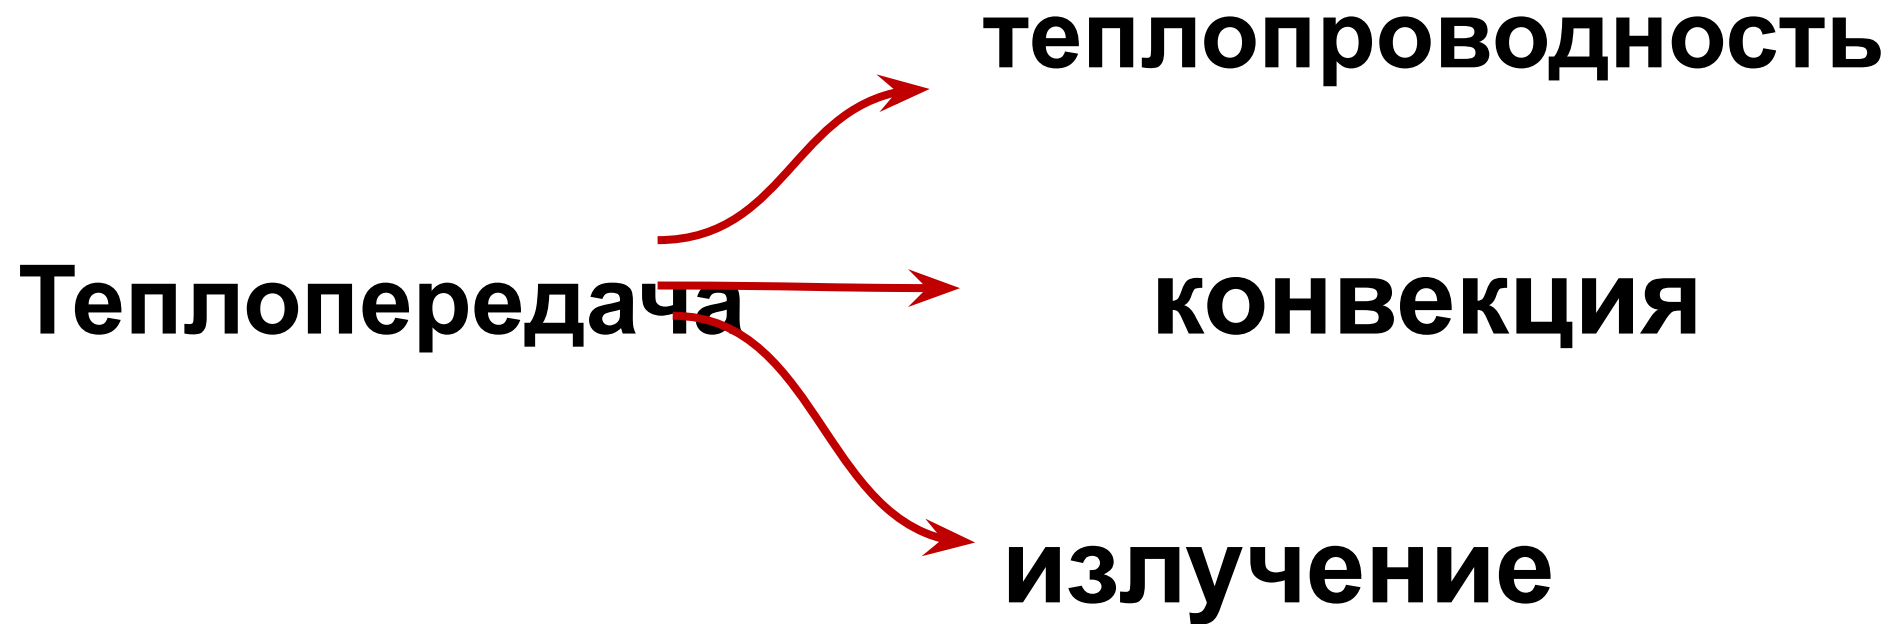 теплопроводность
Теплопередача
конвекция
излучение